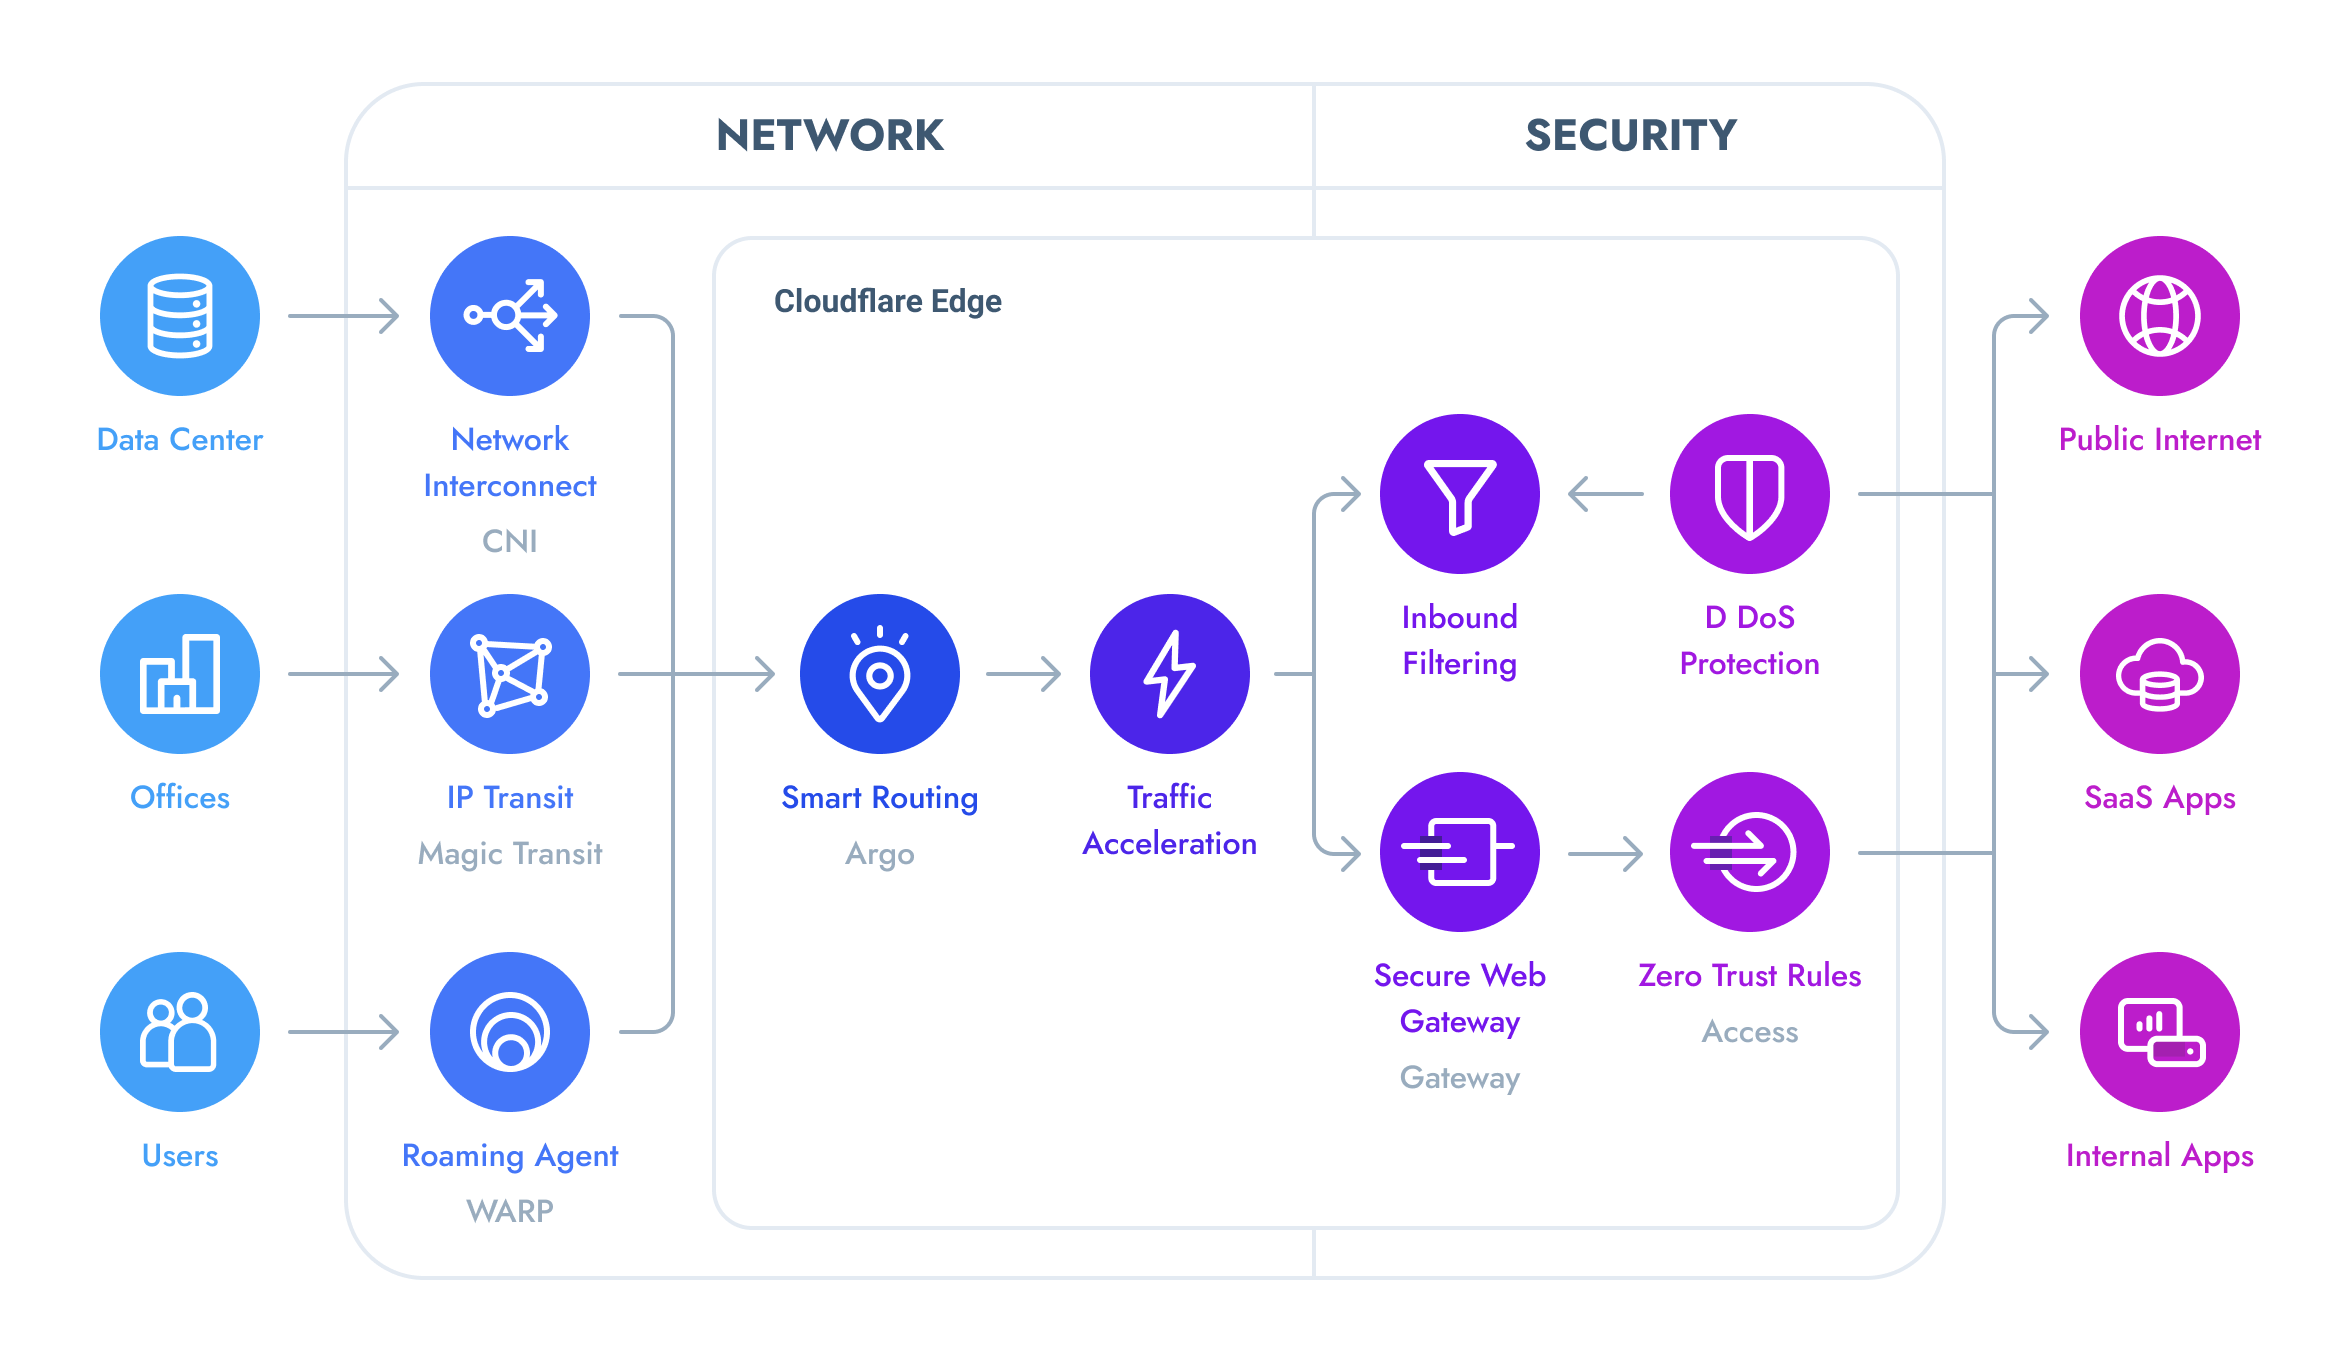 NETWORK
SECURITY
Cloudflare Edge
Data Center
Network
Interconnect
CNI
Public Internet
Inbound
Filtering
D DoS
Protection
Offices
IP Transit
Magic Transit
Smart Routing
Argo
Traffic
Acceleration
SaaS Apps
Secure Web
Gateway
Gateway
Zero Trust Rules
Access
Users
Roaming Agent
WARP
Internal Apps